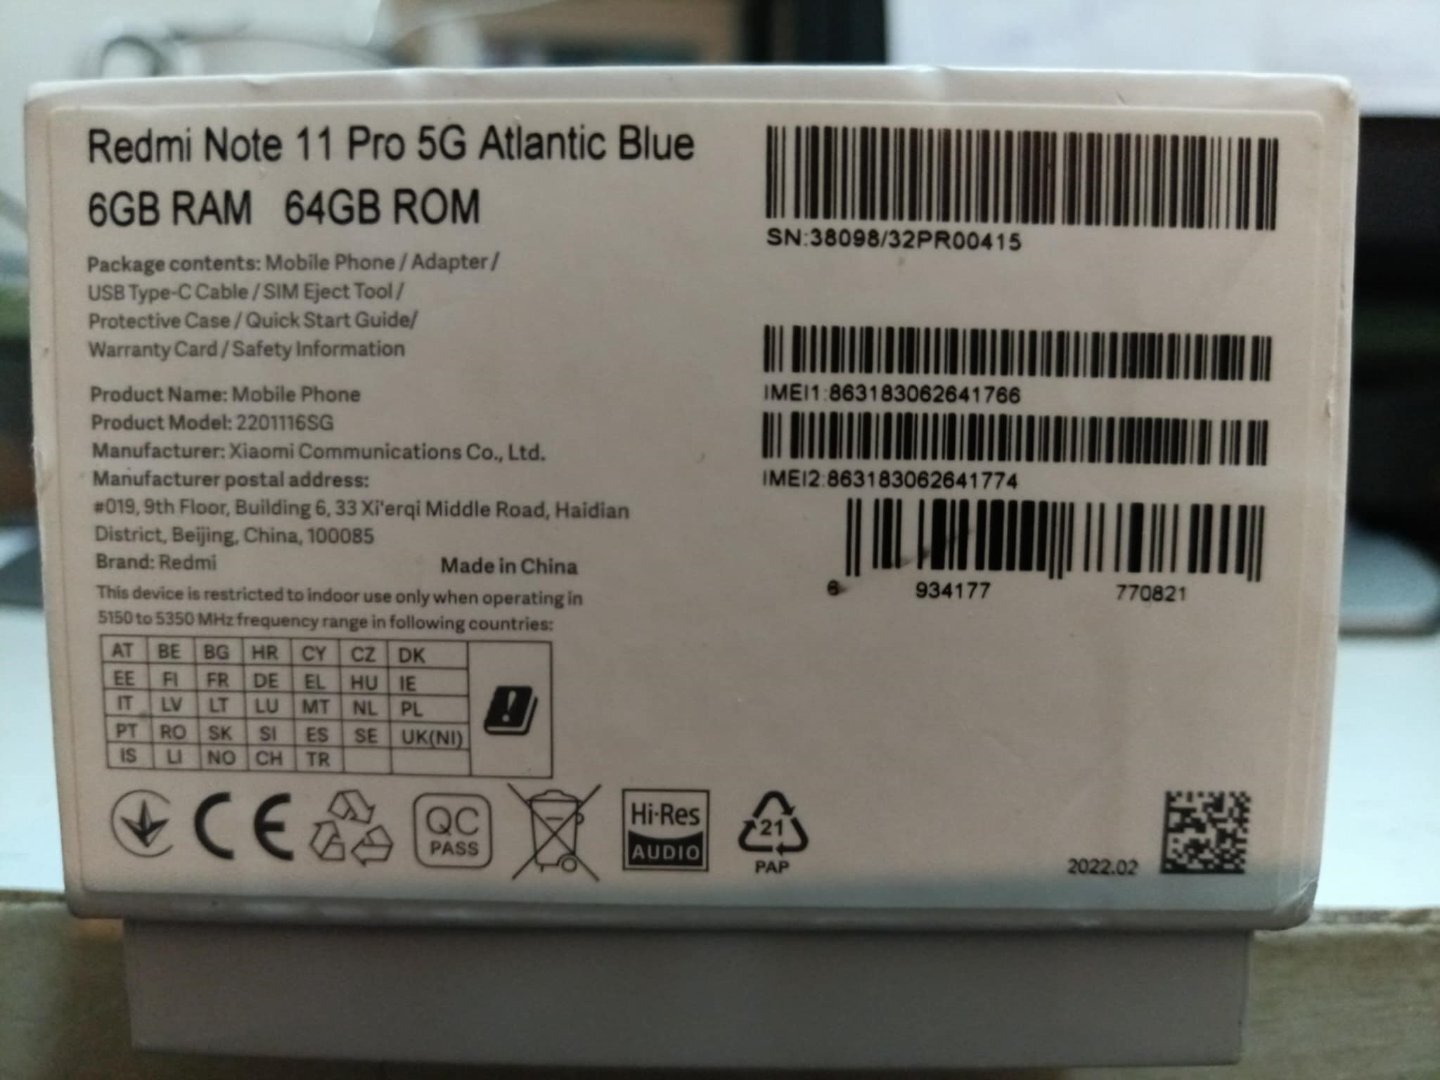 Redmi Note 11 Pro 5G Atlantic Blue
6GB RAM 64GB ROM
Package contents: Mobile Phone / Adapter /
USB Type-C Cable / SIM Eject Tool /
Protective Case / Quick Start Guide/
Warranty Card / Safety Information
Product Name: Mobile Phone
Product Model: 2201116SG
Manufacturer: Xiaomi Communications Co., Ltd.
Manufacturer postal address:
#019, 9th Floor, Building 6, 33 Xi'erqi Middle Road, Haidian
District, Beijing, China, 100085
Brand: Redmi Made in China
This device is restricted to indoor use only when operating in
5150 to 5350 MHz frequency range in following countries:
AT BE BG HR CY CZ DK
EE FI FR DE EL HU IE
IT LV LT LU MT NL PL
PT RO SK SI ES SE UK(NI)
IS LI NO CH TR
SN:38098/32PR00415
IMEI1:863183062641766
IMEI2:863183062641774
6 934177 770821
CE
QC
PASS
Hi-Res
AUDIO
21
PAP
2022.02